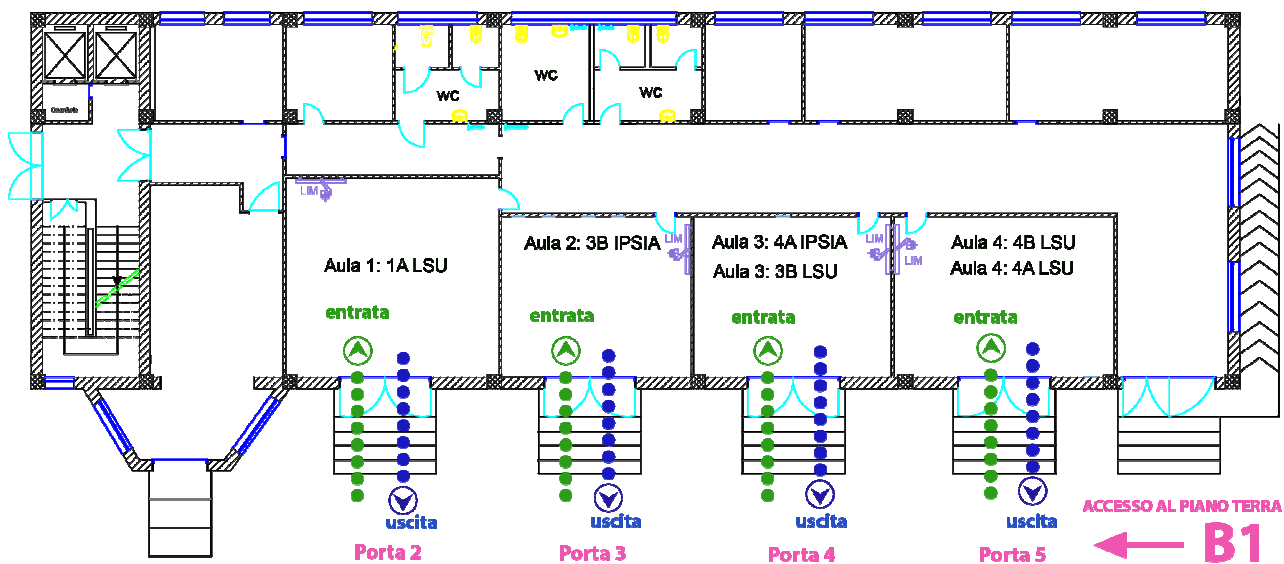 WC
WC
WC
LIM
Aula 1: 1A LSU
entrata
Aula 2: 3B IPSIA
LIM
entrata
Aula 3: 4A IPSIA
Aula 3: 3B LSU
LIM
entrata
Aula 4: 4B LSU
Aula 4: 4A LSU
LIM
entrata
uscita
uscita
uscita
uscita
Porta 2
Porta 3
Porta 4
Porta 5
ACCESSO AL PIANO TERRA
B1